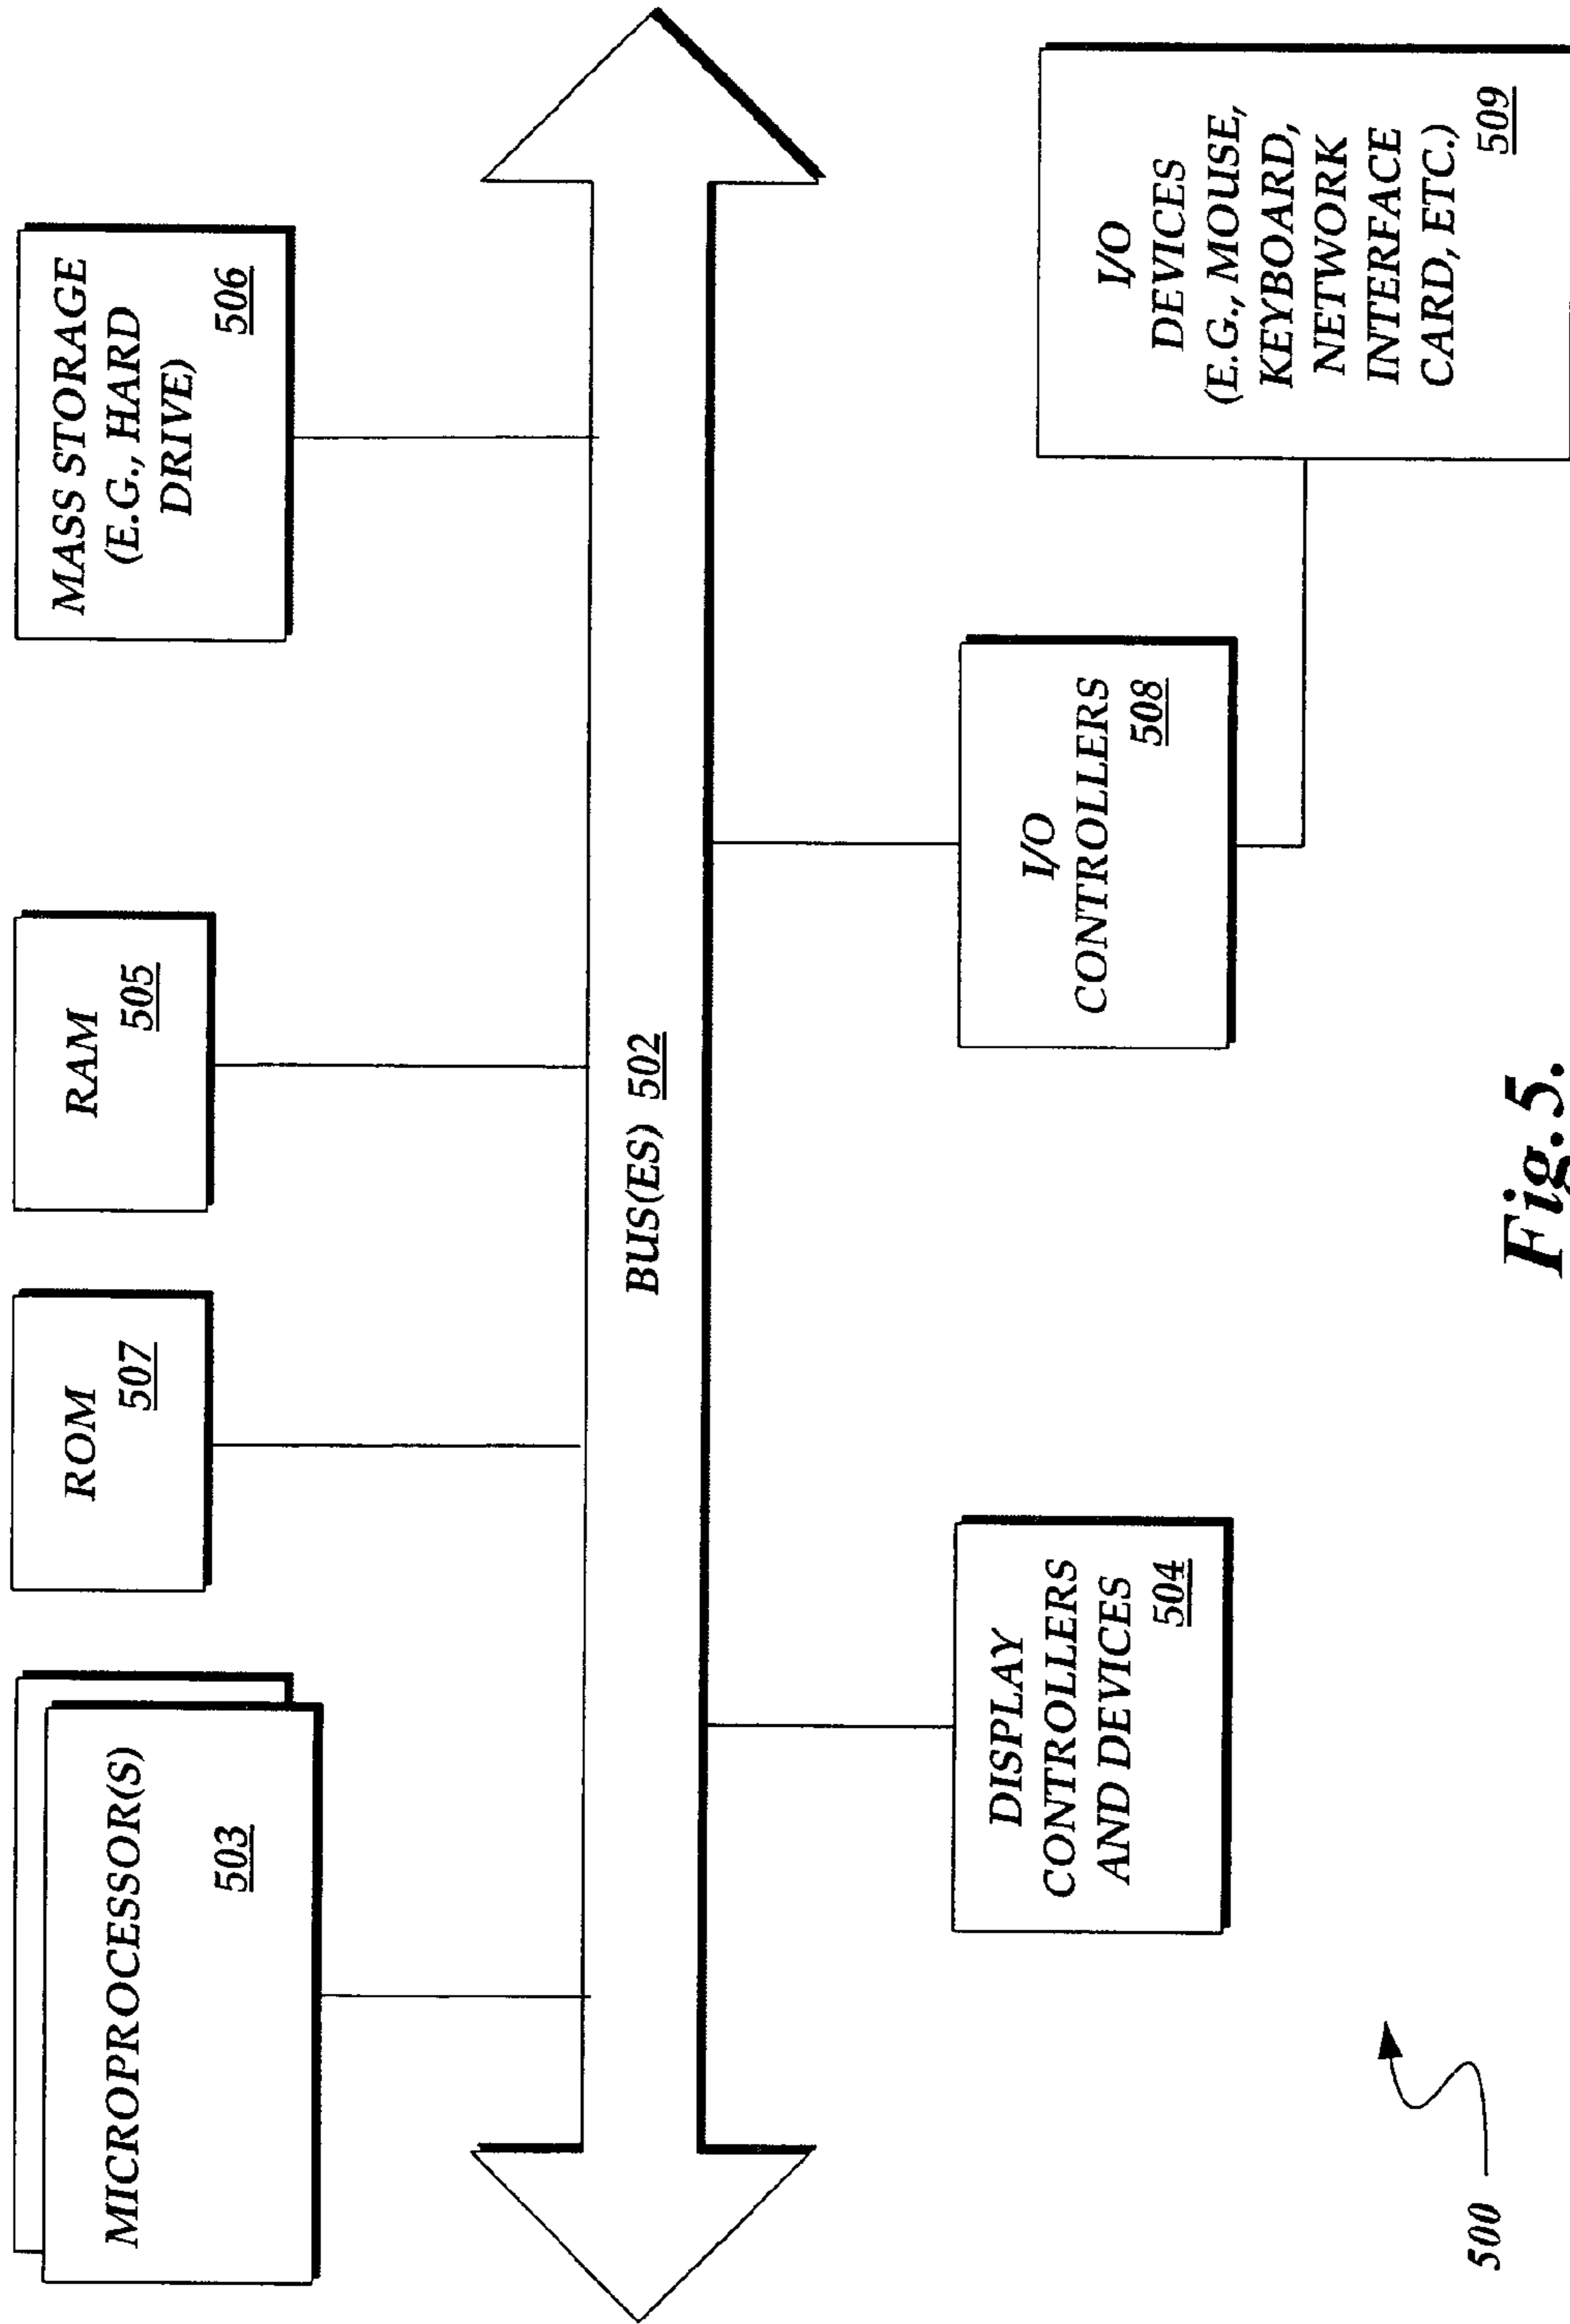 MICROPROCESSOR(S)
503
ROM
507
RAM
505
MASS STORAGE
(E.G., HARD
DRIVE)
506
BUS(ES) 502
DISPLAY
CONTROLLERS
AND DEVICES
504
I/O
CONTROLLERS
508
I/O
DEVICES
(E.G., MOUSE,
KEYBOARD,
NETWORK
INTERFACE
CARD, ETC.)
509
500
Fig.5.